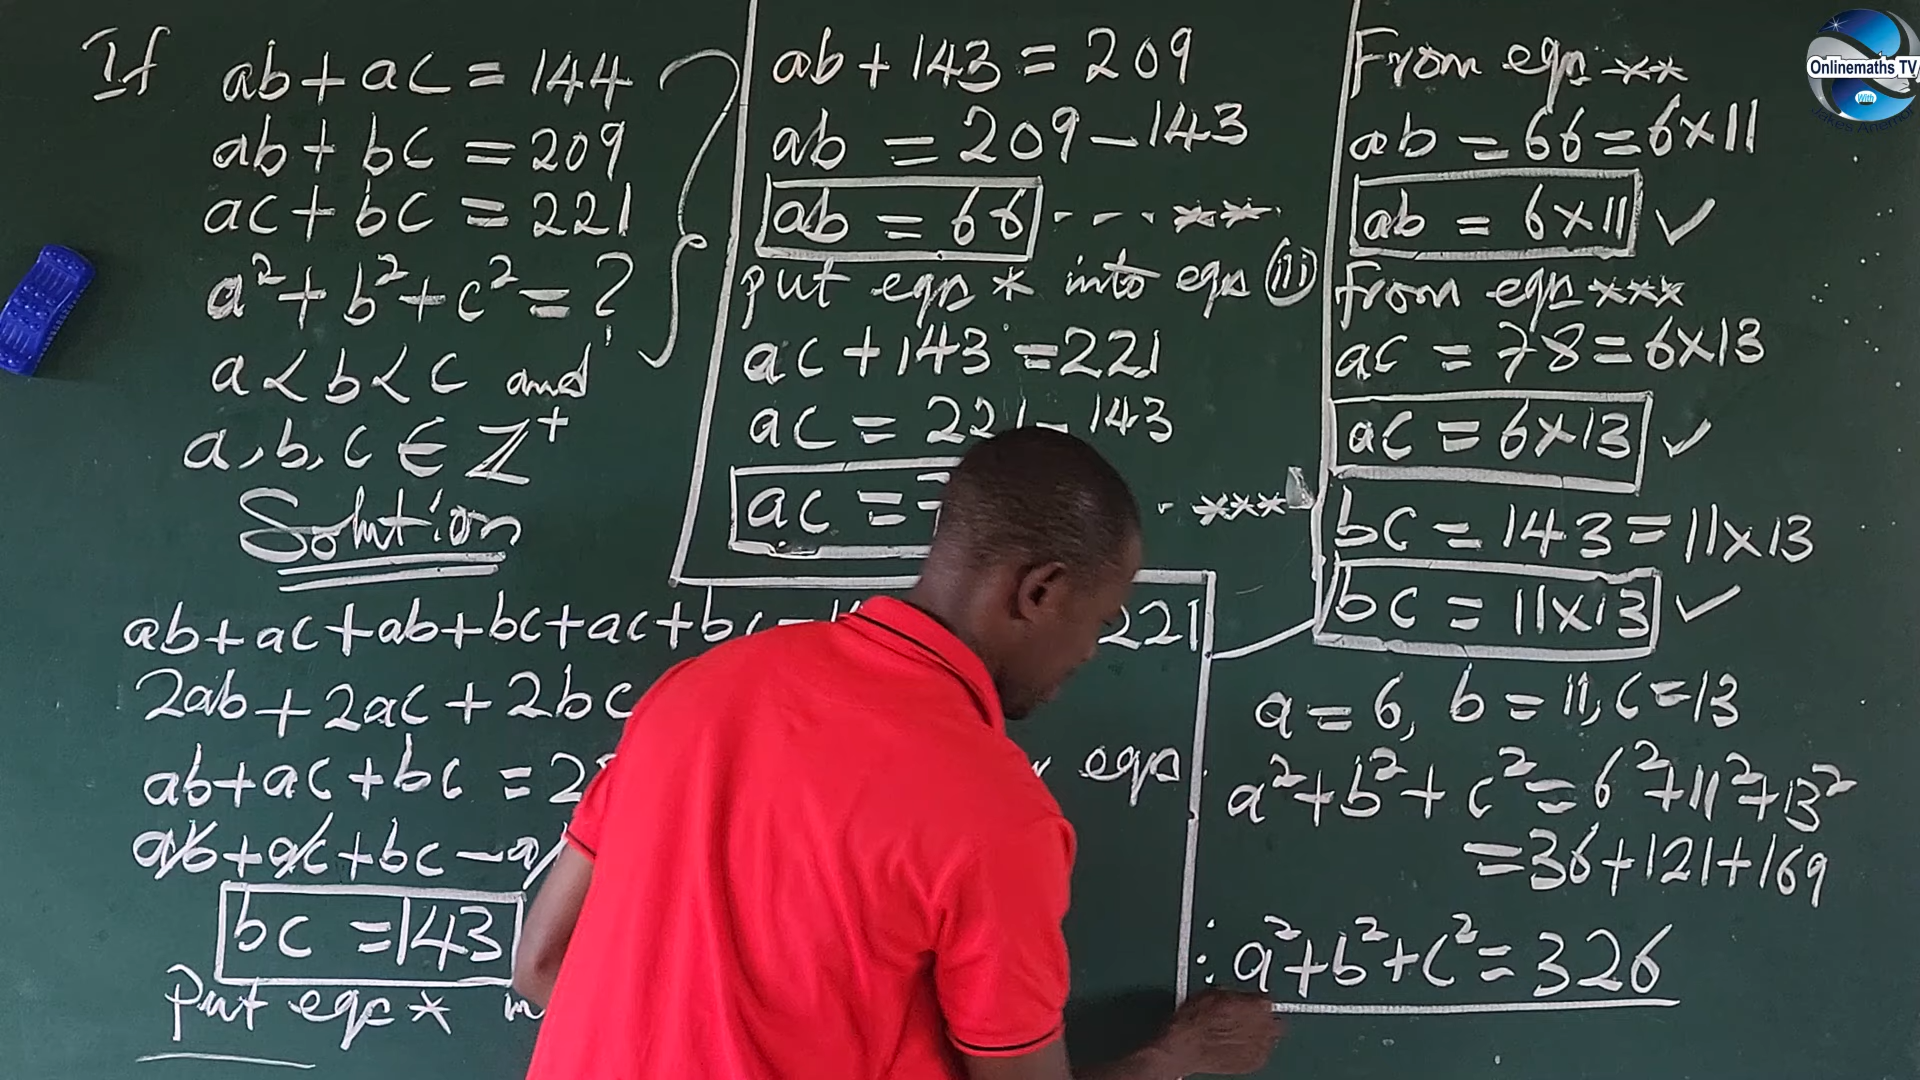 If ab + ac = 144
ab + bc = 209
ac + bc = 221
a² + b² + c² = ?
a < b < c and
a, b, c ∈ Z⁺
Solution
ab + ac + ab + bc + ac + bc
2ab + 2ac + 2bc
ab + ac + bc = 2
ab + ac + bc - a
bc = 143
Put eqn *
ab + 143 = 209
ab = 209 - 143
ab = 66 - - - **
put eqn * into eqn (iii)
ac + 143 = 221
ac = 221 - 143
ac = - ***
221
eqn
From eqn **
ab = 66 = 6×11
ab = 6×11 ✓
From eqn ***
ac = 78 = 6×13
ac = 6×13 ✓
bc = 143 = 11×13
bc = 11×13 ✓
a = 6, b = 11, c = 13
a² + b² + c² = 6² + 11² + 13²
= 36 + 121 + 169
∴ a² + b² + c² = 326
Onlinemaths TV
With